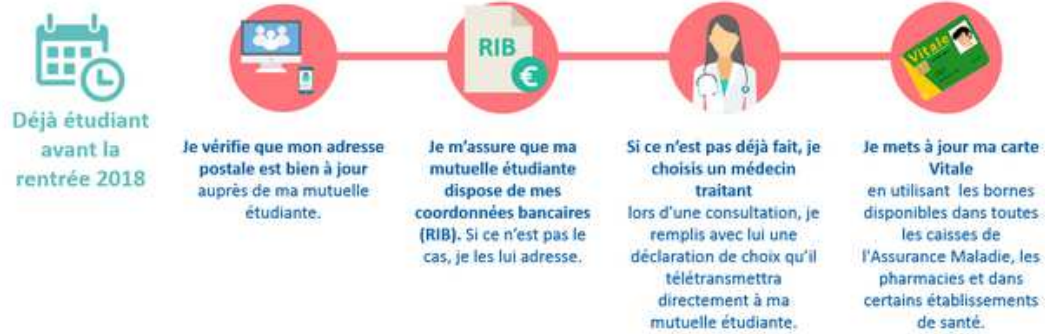 Déjà étudiant
avant la
rentrée 2018
Je vérifie que mon adresse
postale est bien à jour
auprès de ma mutuelle
étudiante.
RIB
€
Je m'assure que ma
mutuelle étudiante
dispose de mes
coordonnées bancaires
(RIB). Si ce n'est pas le
cas, je les lui adresse.
Si ce n'est pas déjà fait, je
choisis un médecin
traitant
lors d'une consultation, je
remplis avec lui une
déclaration de choix qu'il
télétransmettra
directement à ma
mutuelle étudiante.
Vitale
Je mets à jour ma carte
Vitale
en utilisant les bornes
disponibles dans toutes
les caisses de
l'Assurance Maladie, les
pharmacies et dans
certains établissements
de santé.